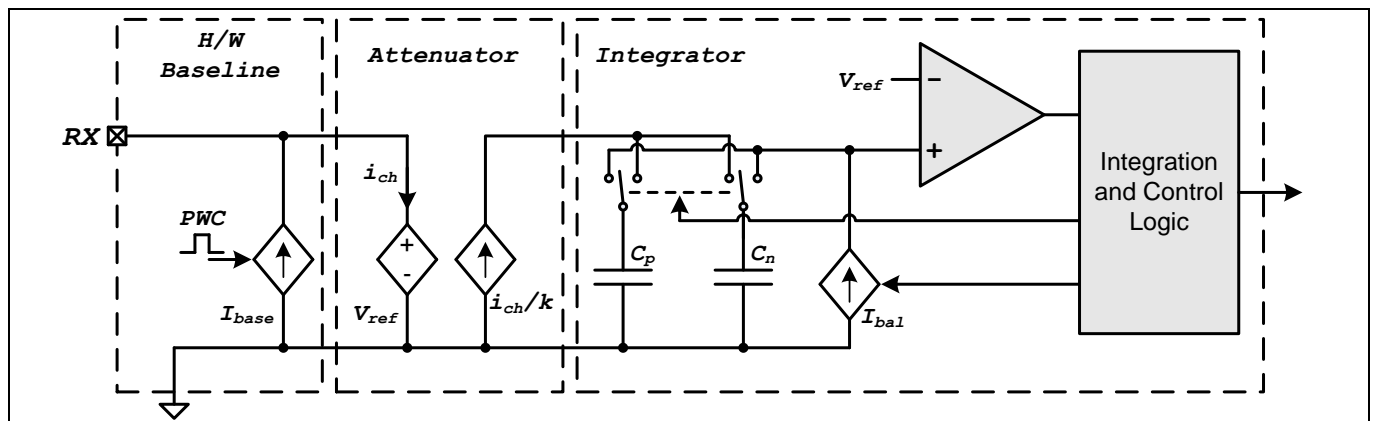 H/W
Baseline
Attenuator
Integrator
V_ref
−
RX
+
i_ch
Integration
and Control
Logic
PWC
+
-
C_p
C_n
I_base
V_ref
i_ch/k
I_bal